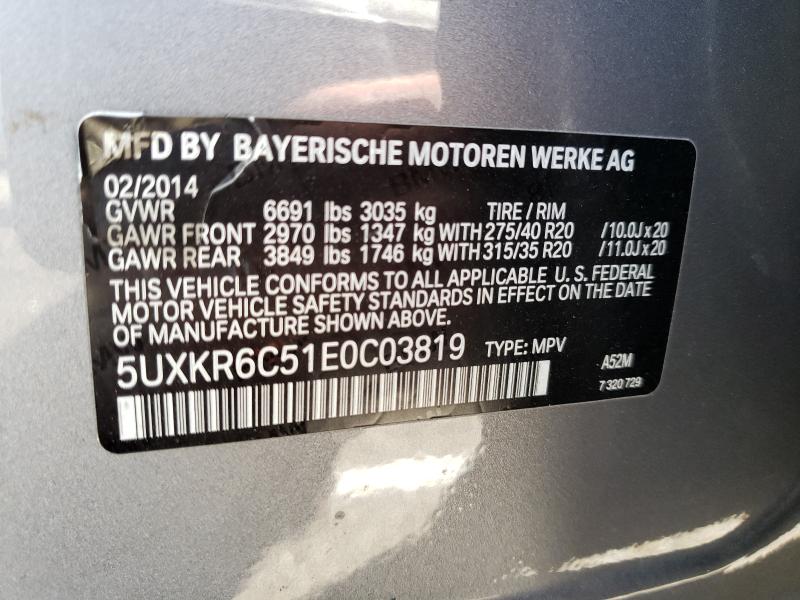 MFD BY BAYERISCHE MOTOREN WERKE AG
02/2014
GVWR 6691 lbs 3035 kg TIRE / RIM
GAWR FRONT 2970 lbs 1347 kg WITH 275/40 R20 /10.0J x 20
GAWR REAR 3849 lbs 1746 kg WITH 315/35 R20 /11.0J x 20
THIS VEHICLE CONFORMS TO ALL APPLICABLE U. S. FEDERAL
MOTOR VEHICLE SAFETY STANDARDS IN EFFECT ON THE DATE
OF MANUFACTURE SHOWN ABOVE.
5UXKR6C51E0C03819 TYPE: MPV A52M
7 320 729